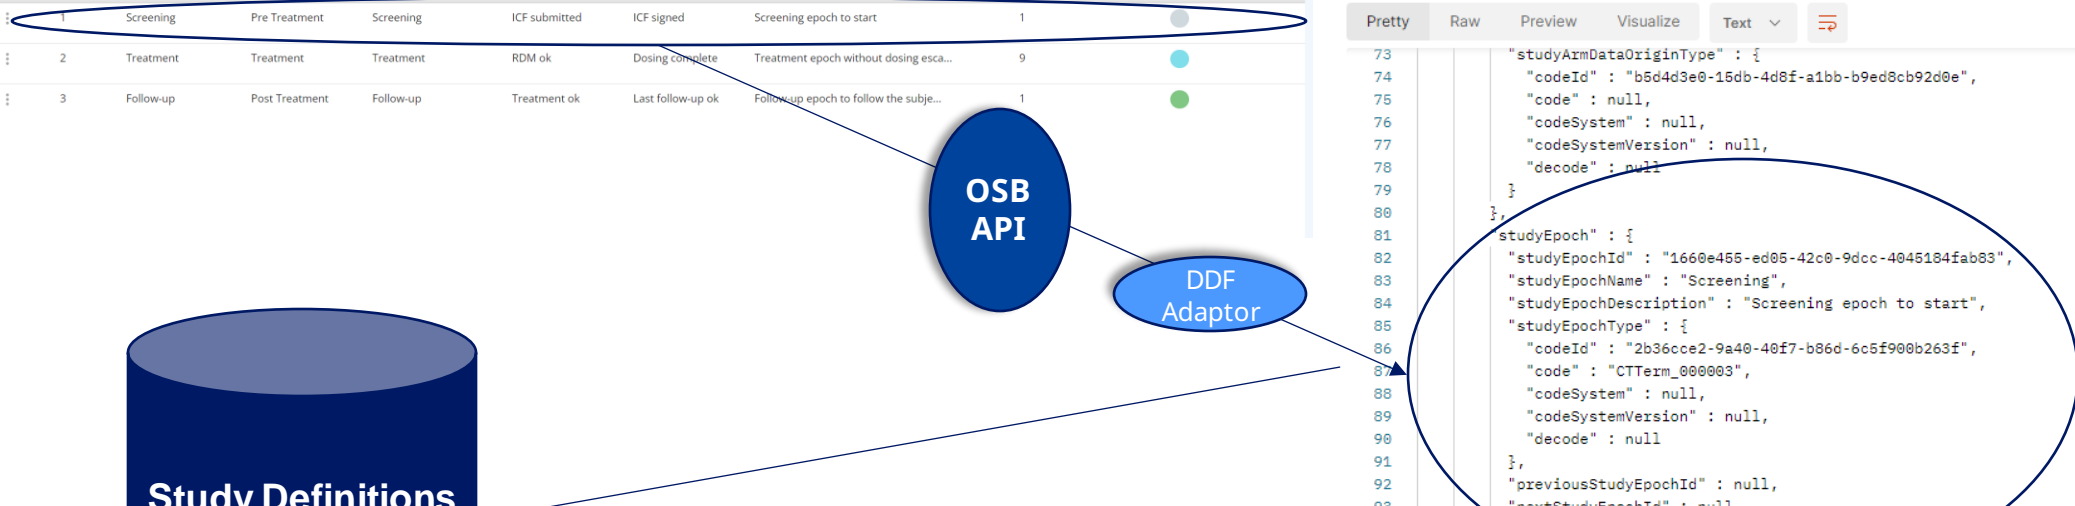 1 Screening Pre Treatment Screening ICF submitted ICF signed Screening epoch to start 1
2 Treatment Treatment Treatment RDM ok Dosing complete Treatment epoch without dosing esca... 9
3 Follow-up Post Treatment Follow-up Treatment ok Last follow-up ok Follow-up epoch to follow the subje... 1
OSB
API
DDF
Adaptor
Study Definitions
Pretty Raw Preview Visualize Text
73 "studyArmDataOriginType" : {
74 "codeId" : "b5d4d3e0-15db-4d8f-a1bb-b9ed8cb92d0e",
75 "code" : null,
76 "codeSystem" : null,
77 "codeSystemVersion" : null,
78 "decode" : null
79 }
80 },
81 "studyEpoch" : {
82 "studyEpochId" : "1660e455-ed05-42c0-9dcc-4045184fab83",
83 "studyEpochName" : "Screening",
84 "studyEpochDescription" : "Screening epoch to start",
85 "studyEpochType" : {
86 "codeId" : "2b36cce2-9a40-40f7-b86d-6c5f900b263f",
87 "code" : "CTTerm_000003",
88 "codeSystem" : null,
89 "codeSystemVersion" : null,
90 "decode" : null
91 },
92 "previousStudyEpochId" : null,
93 "nextStudyEpochId" : null